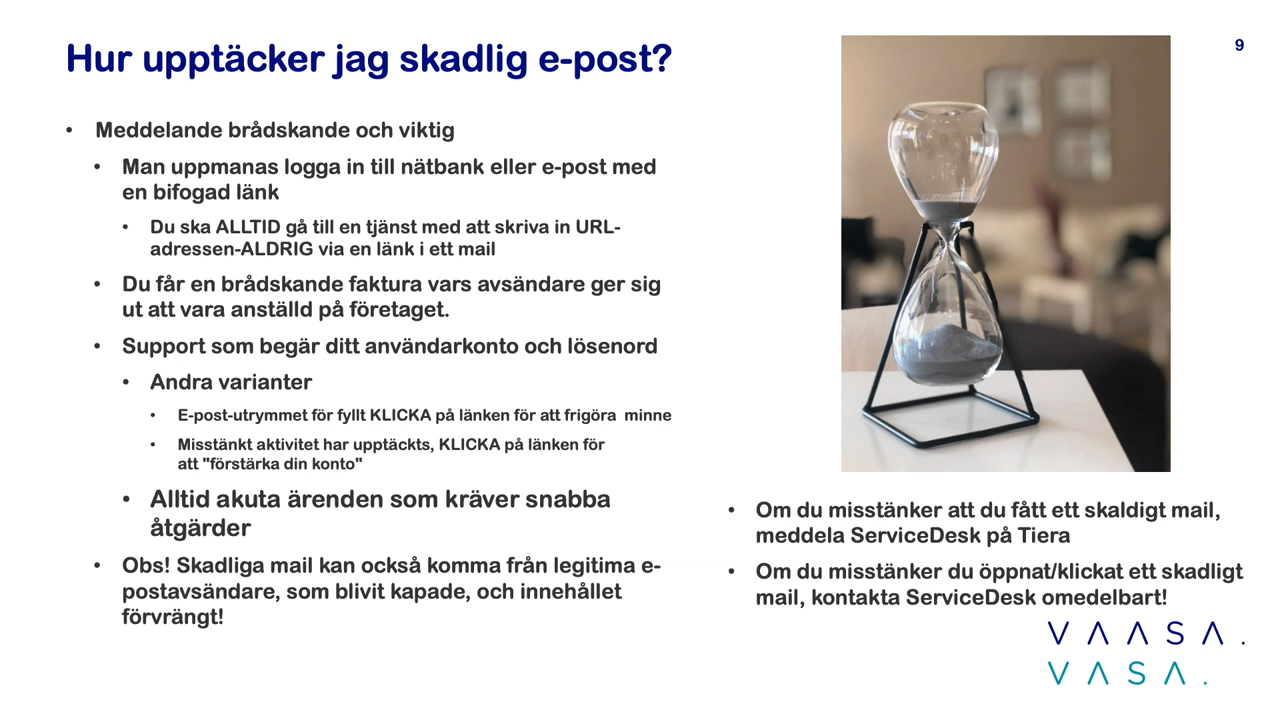 Hur upptäcker jag skadlig e-post?
9
• Meddelande brådskande och viktig
• Man uppmanas logga in till nätbank eller e-post med
en bifogad länk
• Du ska ALLTID gå till en tjänst med att skriva in URL-
adressen-ALDRIG via en länk i ett mail
• Du får en brådskande faktura vars avsändare ger sig
ut att vara anställd på företaget.
• Support som begär ditt användarkonto och lösenord
• Andra varianter
• E-post-utrymmet för fyllt KLICKA på länken för att frigöra  minne
• Misstänkt aktivitet har upptäckts, KLICKA på länken för
att "förstärka din konto"
• Alltid akuta ärenden som kräver snabba
åtgärder
• Obs! Skadliga mail kan också komma från legitima e-
postavsändare, som blivit kapade, och innehållet
förvrängt!
• Om du misstänker att du fått ett skaldigt mail,
meddela ServiceDesk på Tiera
• Om du misstänker du öppnat/klickat ett skadligt
mail, kontakta ServiceDesk omedelbart!
VAASA.
VASA.